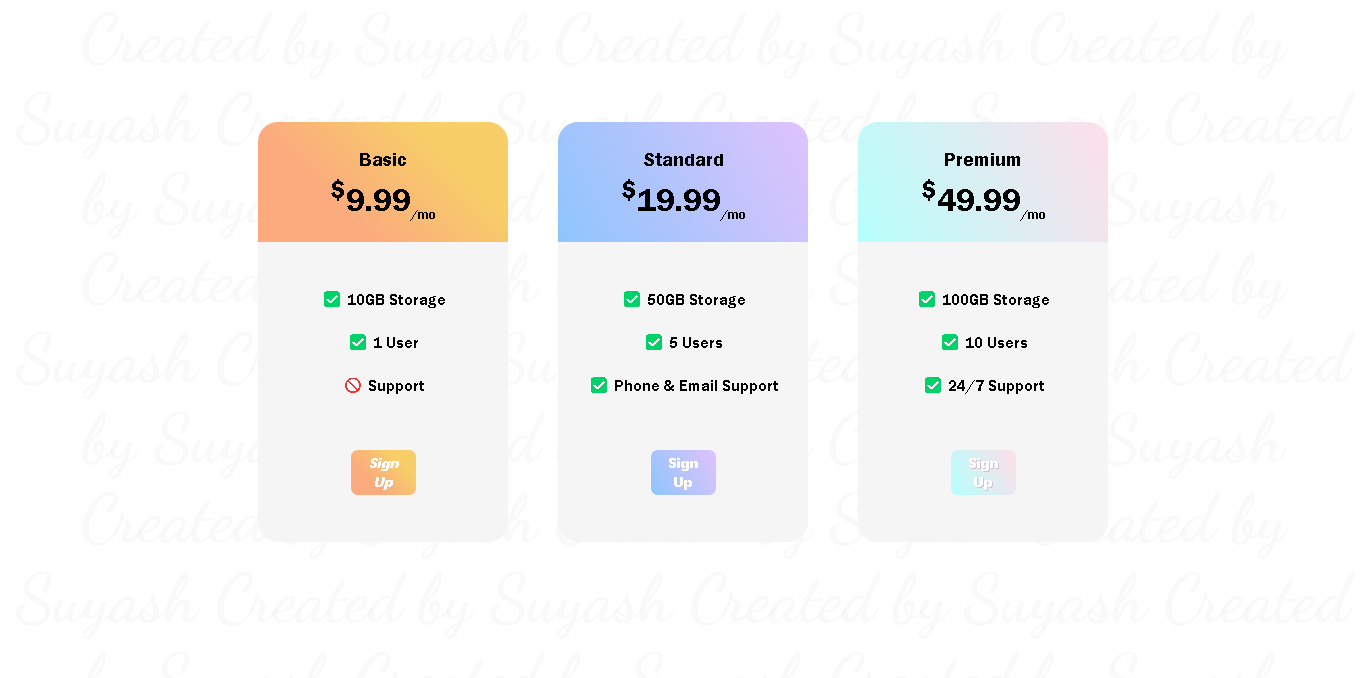 Created by Suyash Created by Suyash Created by
Suyash Created by Suyash Created by Suyash Created
by Suyash
Suyash
Created
Created by
Suyash
Created
by Suyash
Suyash
Created
Created by
Suyash Created by Suyash Created by Suyash Created
Basic
$9.99/mo
✅ 10GB Storage
✅ 1 User
🚫 Support
Sign
Up
Standard
$19.99/mo
✅ 50GB Storage
✅ 5 Users
✅ Phone & Email Support
Sign
Up
Premium
$49.99/mo
✅ 100GB Storage
✅ 10 Users
✅ 24/7 Support
Sign
Up